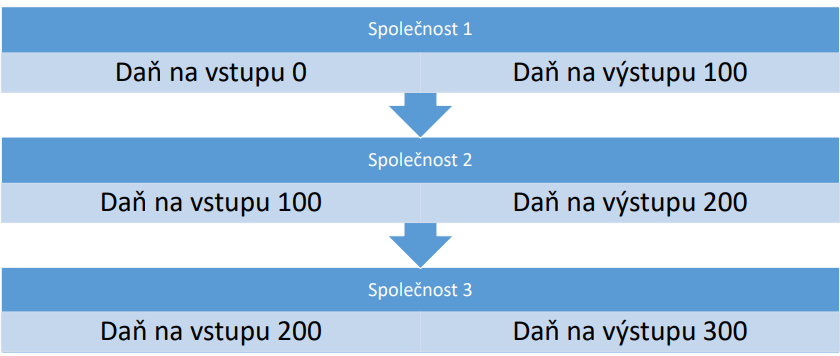 Společnost 1
Daň na vstupu 0 Daň na výstupu 100
Společnost 2
Daň na vstupu 100 Daň na výstupu 200
Společnost 3
Daň na vstupu 200 Daň na výstupu 300